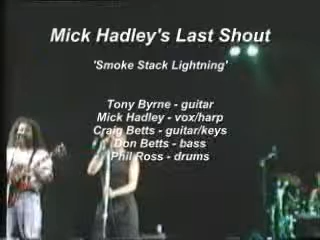 Mick Hadley's Last Shout
'Smoke Stack Lightning'
Tony Byrne - guitar
Mick Hadley - vox/harp
Craig Betts - guitar/keys
Don Betts - bass
Phil Ross - drums